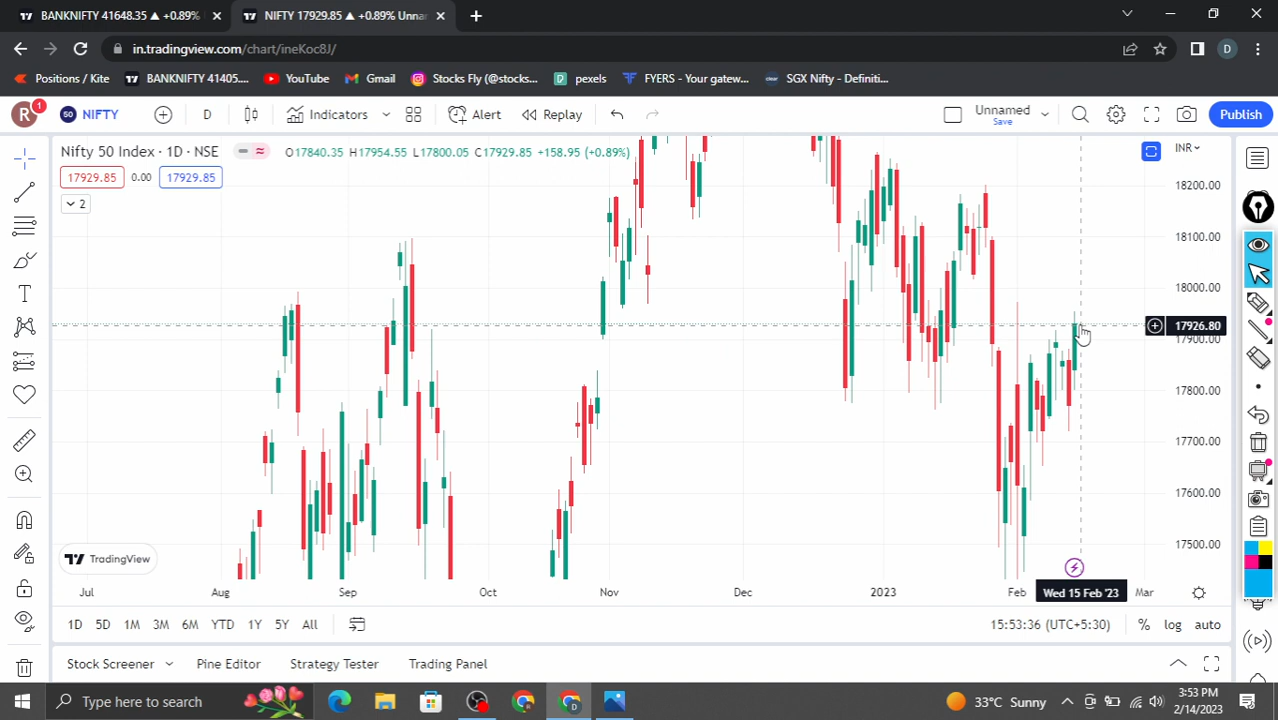 BANKNIFTY 41648.35 ▲ +0.89%
NIFTY 17929.85 ▲ +0.89% Unna
in.tradingview.com/chart/ineKoc8J/
D
Positions / Kite
BANKNIFTY 41405....
YouTube
Gmail
Stocks Fly (@stocks...
pexels
FYERS - Your gatew...
SGX Nifty - Definiti...
R
1
50
NIFTY
D
Indicators
Alert
Replay
Unnamed
Save
Publish
Nifty 50 Index · 1D · NSE
O17840.35 H17954.55 L17800.05 C17929.85 +158.95 (+0.89%)
INR
17929.85
0.00
17929.85
2
18200.00
18100.00
18000.00
17926.80
17900.00
17800.00
17700.00
17600.00
17500.00
TradingView
Jul
Aug
Sep
Oct
Nov
Dec
2023
Feb
Wed 15 Feb '23
Mar
1D
5D
1M
3M
6M
YTD
1Y
5Y
All
15:53:36 (UTC+5:30)
%
log
auto
Stock Screener
Pine Editor
Strategy Tester
Trading Panel
Type here to search
33°C Sunny
3:53 PM
2/14/2023